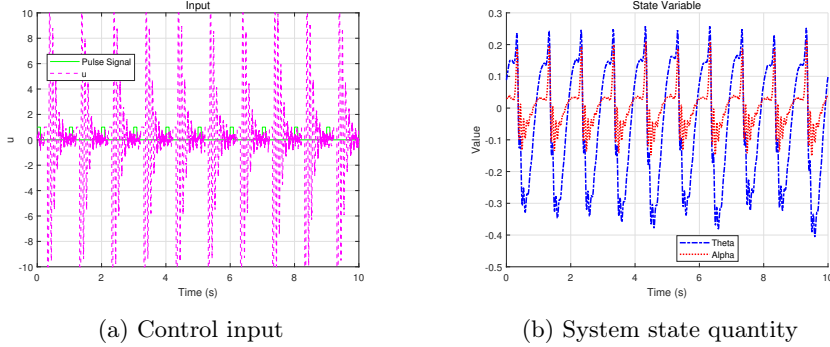 Input
10
8
6
4
2
0
-2
-4
-6
-8
-10
u
Pulse Signal
u
0 2 4 6 8 10
Time (s)
(a) Control input
State Variable
0.3
0.2
0.1
0
-0.1
-0.2
-0.3
-0.4
-0.5
Value
Theta
Alpha
0 2 4 6 8 10
Time (s)
(b) System state quantity